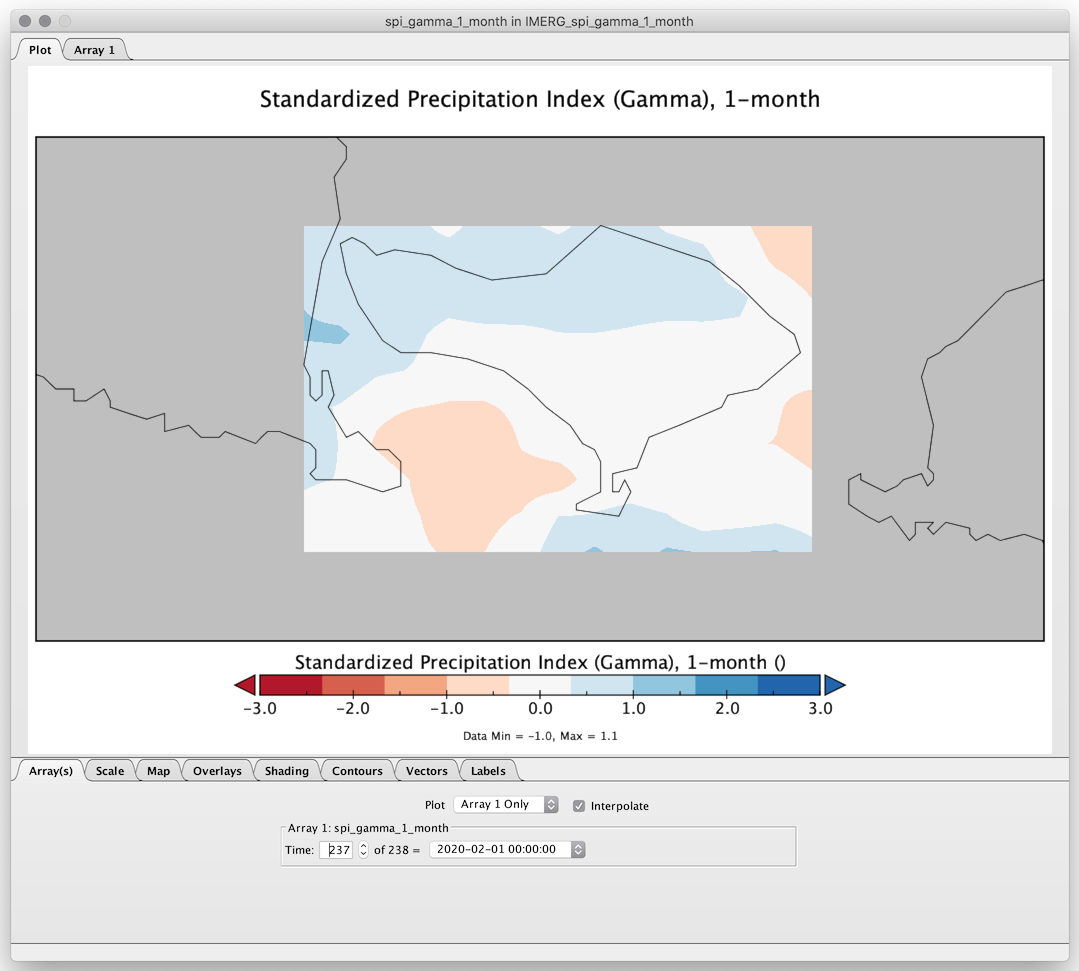 spi_gamma_1_month in IMERG_spi_gamma_1_month
Plot Array 1
Standardized Precipitation Index (Gamma), 1-month
Standardized Precipitation Index (Gamma), 1-month ()
−3.0 −2.0 −1.0 0.0 1.0 2.0 3.0
Data Min = −1.0, Max = 1.1
Array(s) Scale Map Overlays Shading Contours Vectors Labels
Plot Array 1 Only Interpolate
Array 1: spi_gamma_1_month
Time: 237 of 238 = 2020-02-01 00:00:00